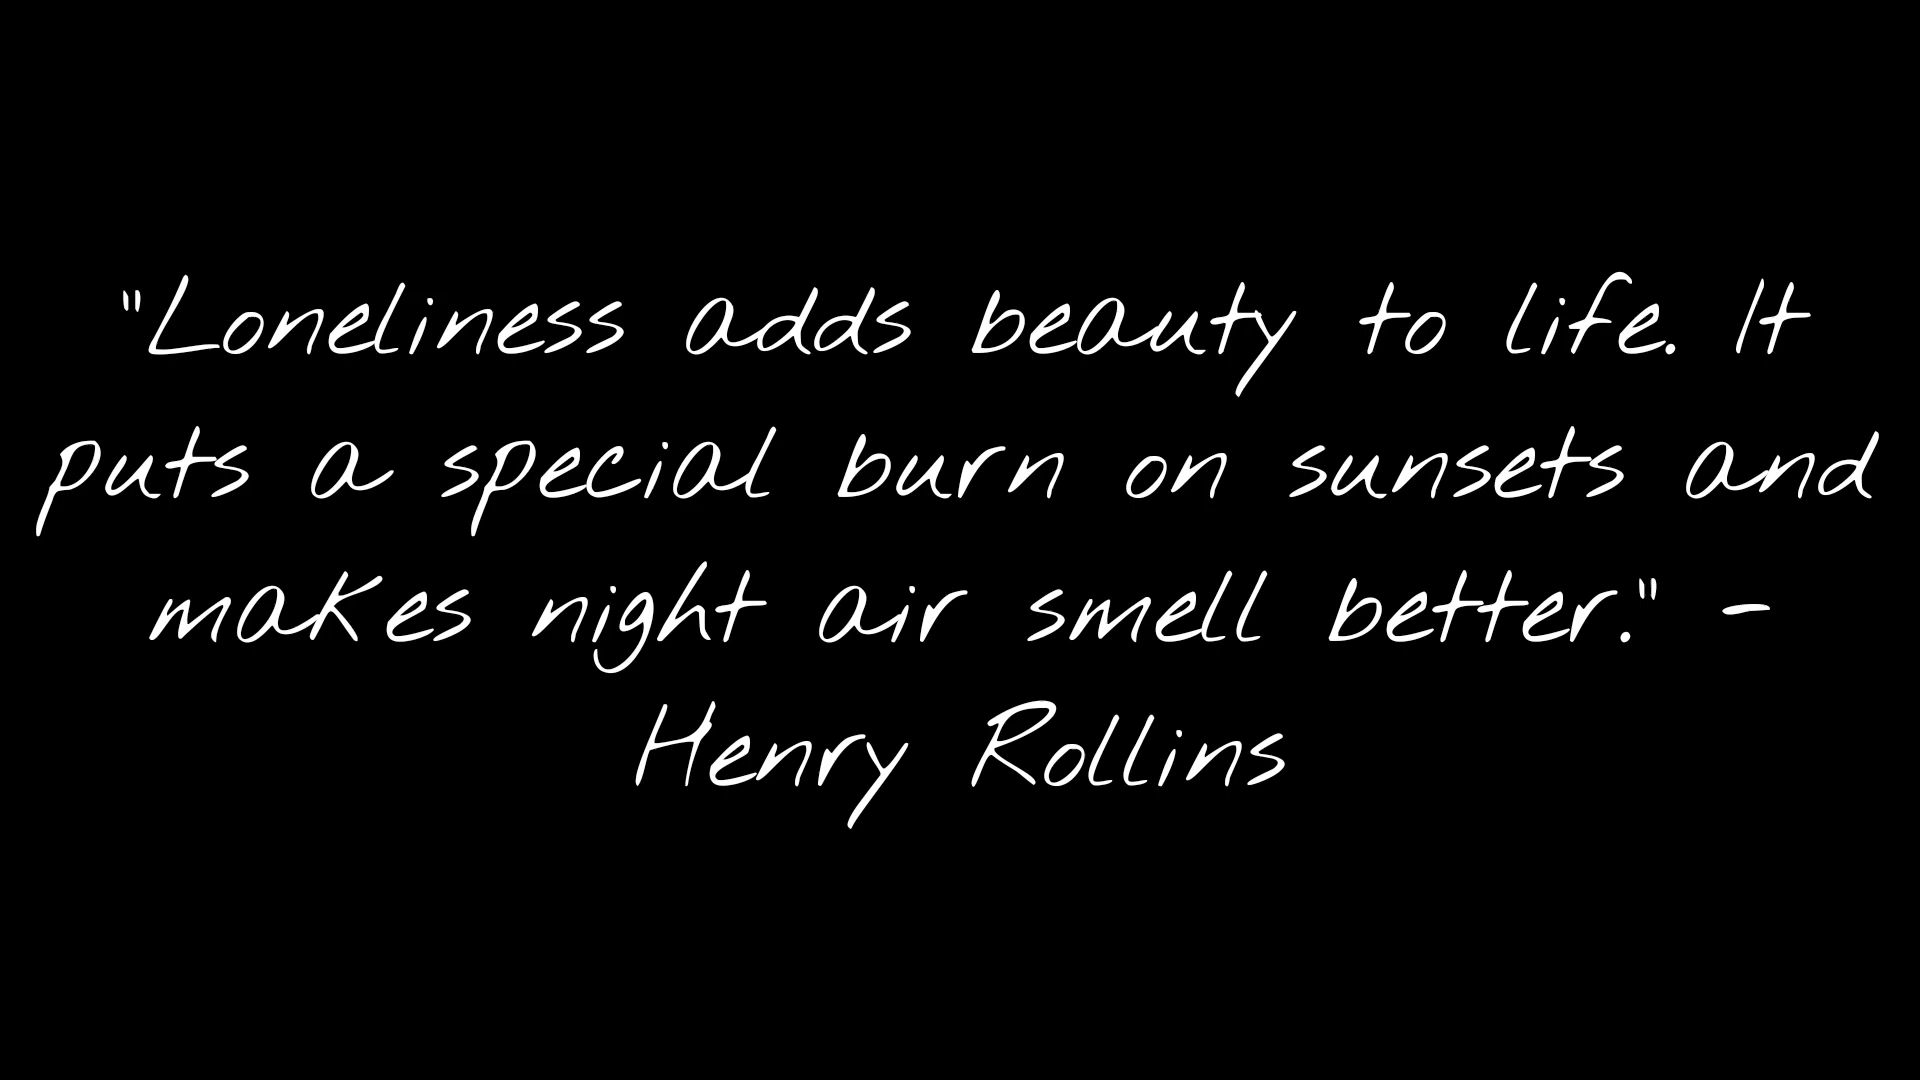 "Loneliness adds beauty to life. It
puts a special burn on sunsets and
makes night air smell better." -
Henry Rollins